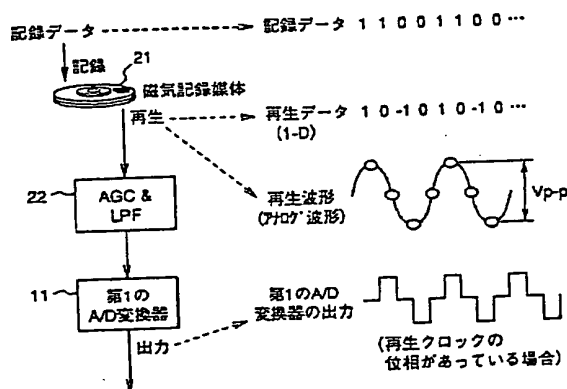 記録データ
記録データ 1 1 0 0 1 1 0 0 …
記録
21
磁気記録媒体
再生
再生データ 1 0 -1 0 1 0 -1 0 …
(1-D)
22
AGC &
LPF
再生波形
(アナログ波形)
Vp-p
11
第1の
A/D変換器
第1のA/D
変換器の出力
出力
(再生クロックの
位相があっている場合)